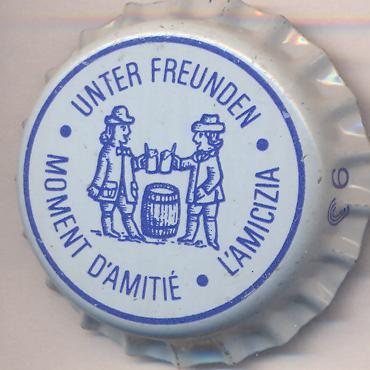 • UNTER FREUNDEN •
MOMENT D'AMITIÉ •
L'AMICIZIA
C 6